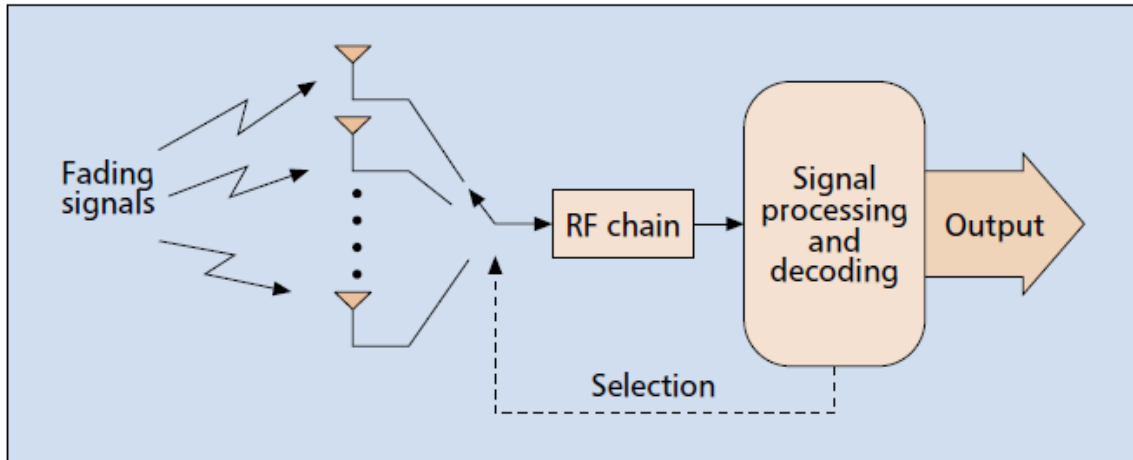 Fading
signals
RF chain
Signal
processing
and
decoding
Output
Selection